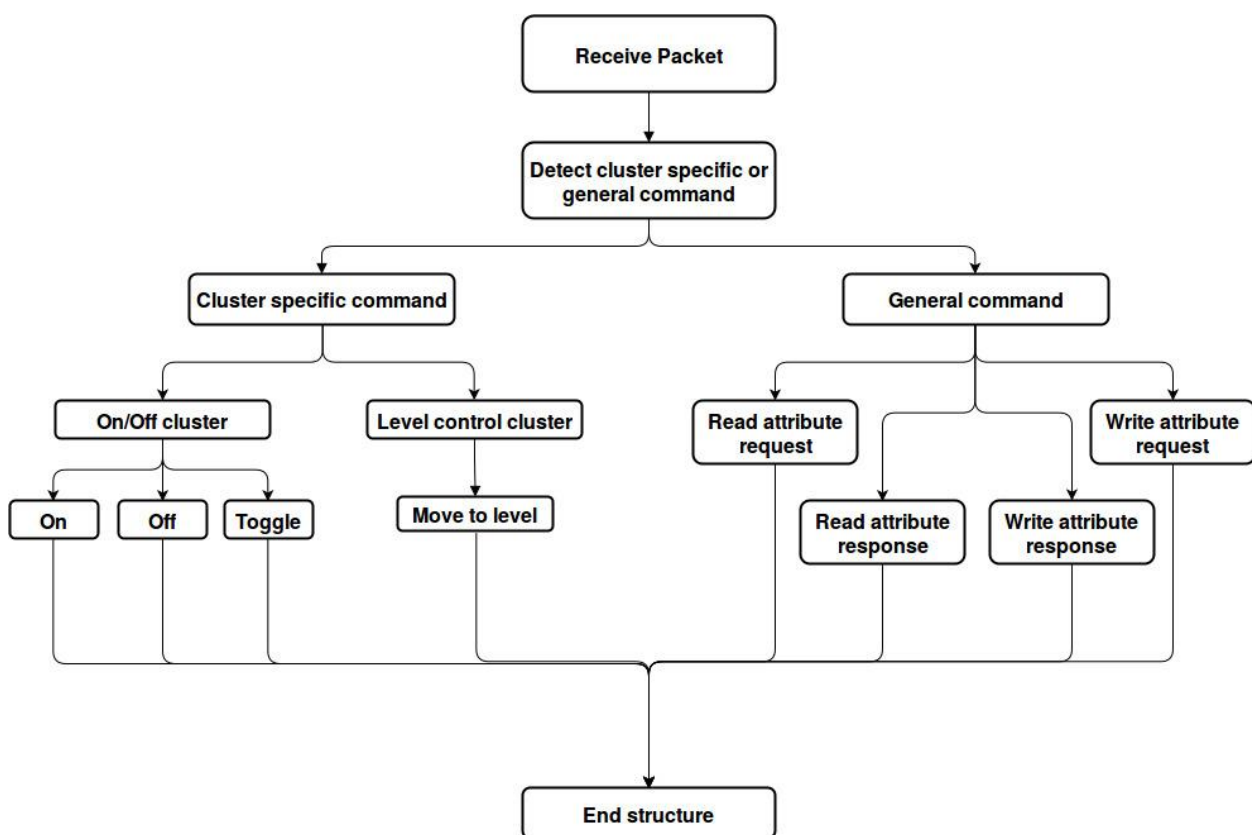 Receive Packet
Detect cluster specific or
general command
Cluster specific command
General command
On/Off cluster
Level control cluster
Read attribute
request
Write attribute
request
On
Off
Toggle
Move to level
Read attribute
response
Write attribute
response
End structure